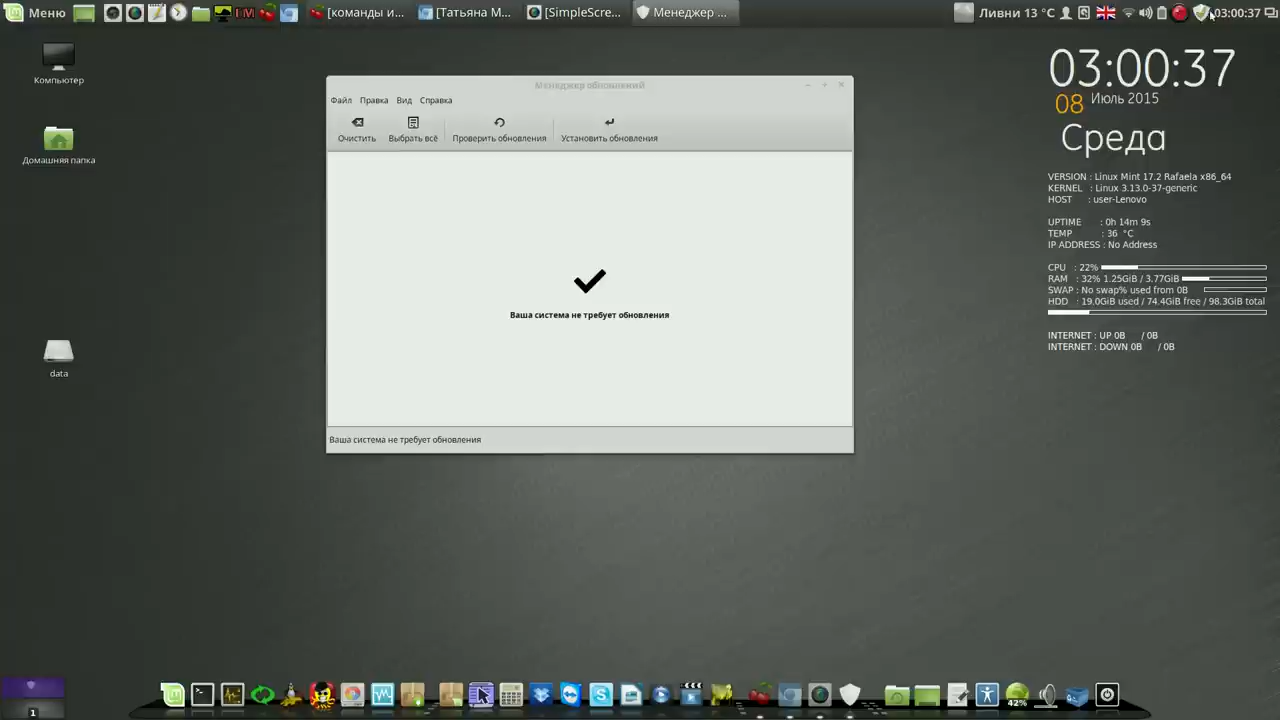 Меню
[команды и...
[Татьяна М...
[SimpleScre...
Менеджер ...
Ливни 13 °C
03:00:37
Компьютер
Домашняя папка
data
Менеджер обновлений
Файл Правка Вид Справка
Очистить Выбрать всё Проверить обновления Установить обновления
Ваша система не требует обновления
Ваша система не требует обновления
03:00:37
08 Июль 2015
Среда
VERSION : Linux Mint 17.2 Rafaela x86_64
KERNEL : Linux 3.13.0-37-generic
HOST : user-Lenovo
UPTIME : 0h 14m 9s
TEMP : 36 °C
IP ADDRESS : No Address
CPU : 22%
RAM : 32% 1.25GiB / 3.77GiB
SWAP : No swap% used from 0B
HDD : 19.0GiB used / 74.4GiB free / 98.3GiB total
INTERNET : UP 0B / 0B
INTERNET : DOWN 0B / 0B
1
42%